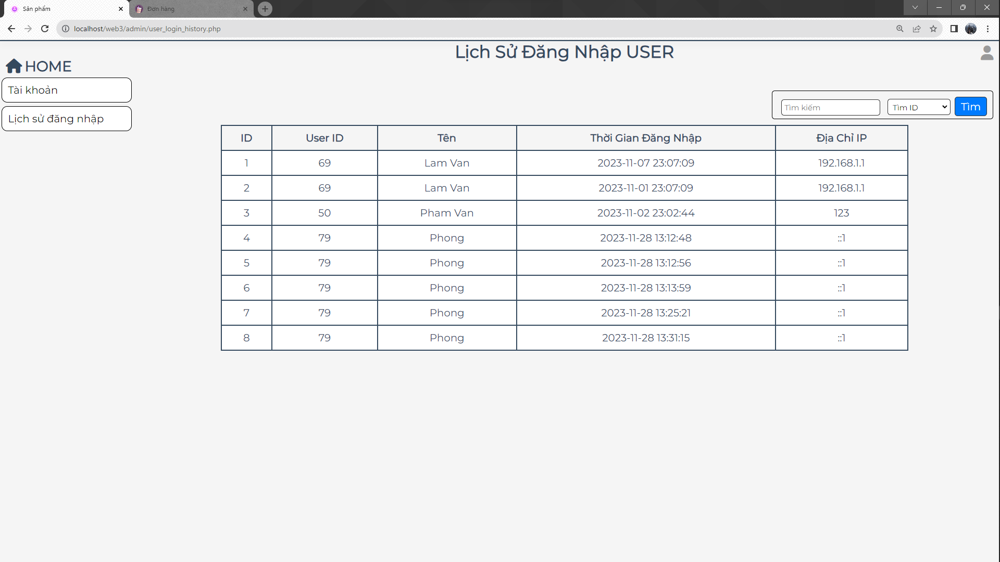 Sản phẩm
Đơn hàng
localhost/web3/admin/user_login_history.php
Lịch Sử Đăng Nhập USER
HOME
Tài khoản
Lịch sử đăng nhập
Tìm kiếm Tìm ID Tìm
ID User ID Tên Thời Gian Đăng Nhập Địa Chỉ IP
1 69 Lam Van 2023-11-07 23:07:09 192.168.1.1
2 69 Lam Van 2023-11-01 23:07:09 192.168.1.1
3 50 Pham Van 2023-11-02 23:02:44 123
4 79 Phong 2023-11-28 13:12:48 ::1
5 79 Phong 2023-11-28 13:12:56 ::1
6 79 Phong 2023-11-28 13:13:59 ::1
7 79 Phong 2023-11-28 13:25:21 ::1
8 79 Phong 2023-11-28 13:31:15 ::1